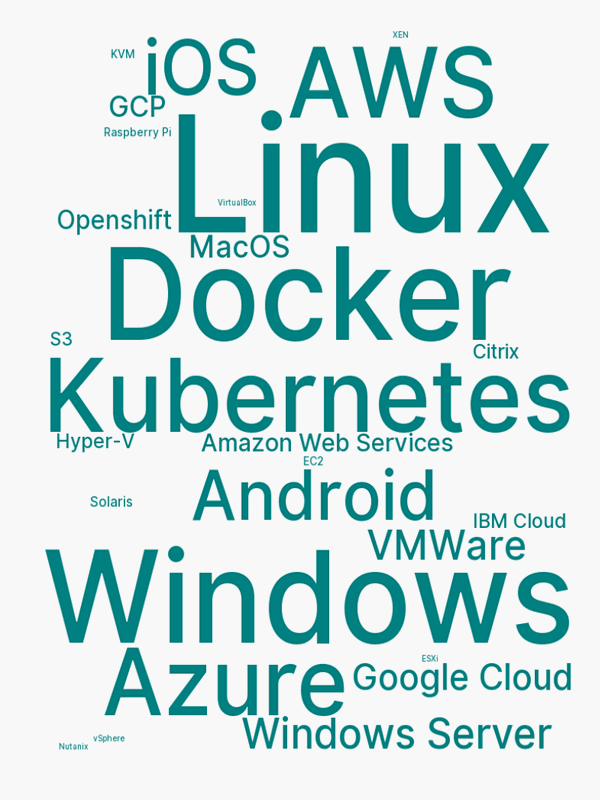 XEN
KVM
iOS
AWS
GCP
Raspberry Pi
Linux
VirtualBox
Openshift
MacOS
Docker
S3
Citrix
Kubernetes
Hyper-V
Amazon Web Services
EC2
Android
Solaris
IBM Cloud
VMWare
Windows
ESXi
Azure
Google Cloud
Windows Server
vSphere
Nutanix